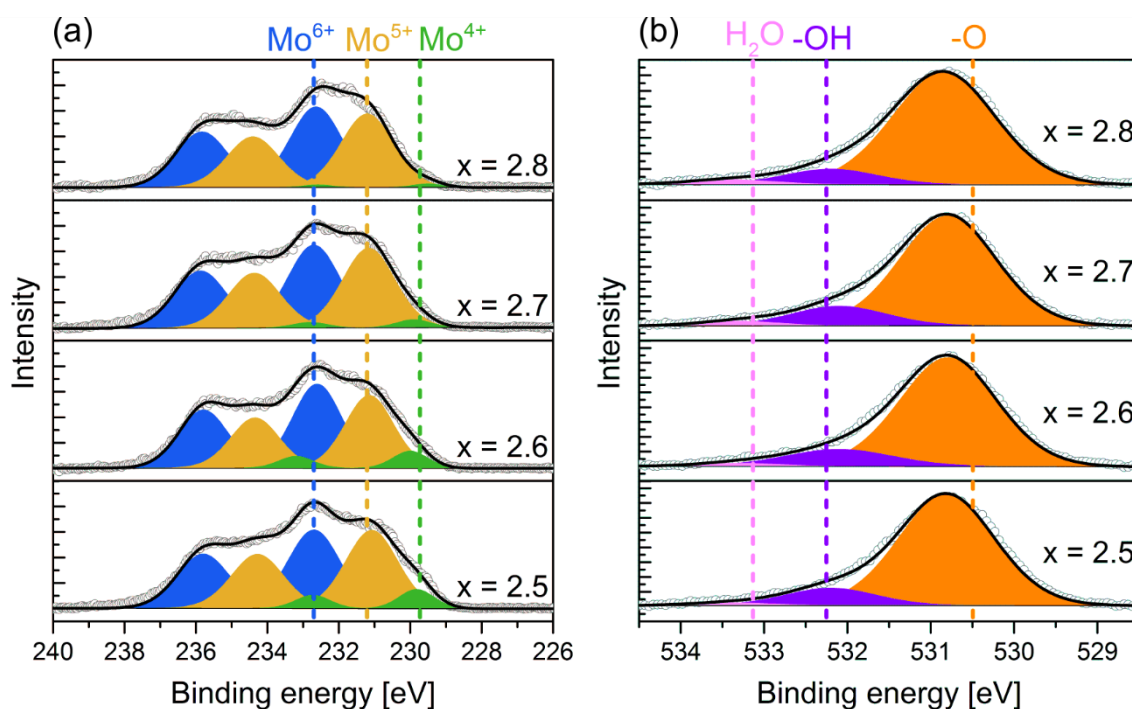 (a)
Mo⁶⁺ Mo⁵⁺ Mo⁴⁺
x = 2.8
x = 2.7
x = 2.6
x = 2.5
Intensity
240 238 236 234 232 230 228 226
Binding energy [eV]
(b)
H₂O -OH -O
x = 2.8
x = 2.7
x = 2.6
x = 2.5
Intensity
534 533 532 531 530 529
Binding energy [eV]